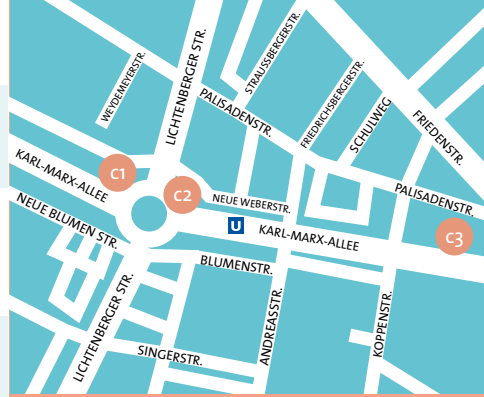 LICHTENBERGER STR.
STRAUSSBERGERSTR.
WEYDEMEYERSTR.
PALISADENSTR.
FRIEDRICHSBERGERSTR.
SCHULWEG
FRIEDENSTR.
C1
KARL-MARX-ALLEE
C2
NEUE WEBERSTR.
PALISADENSTR.
NEUE BLUMEN STR.
U
KARL-MARX-ALLEE
C3
BLUMENSTR.
LICHTENBERGER STR.
ANDREASSTR.
KOPPENSTR.
SINGERSTR.